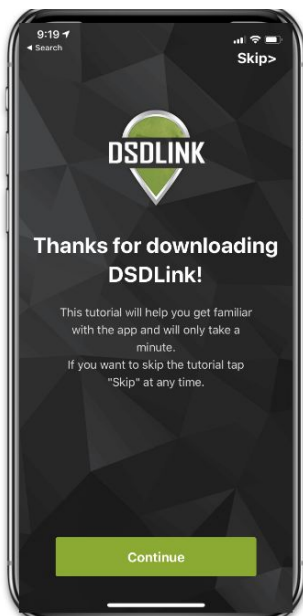 9:19
Search
Skip>
DSDLINK
Thanks for downloading
DSDLink!
This tutorial will help you get familiar
with the app and will only take a
minute.
If you want to skip the tutorial tap
"Skip" at any time.
Continue